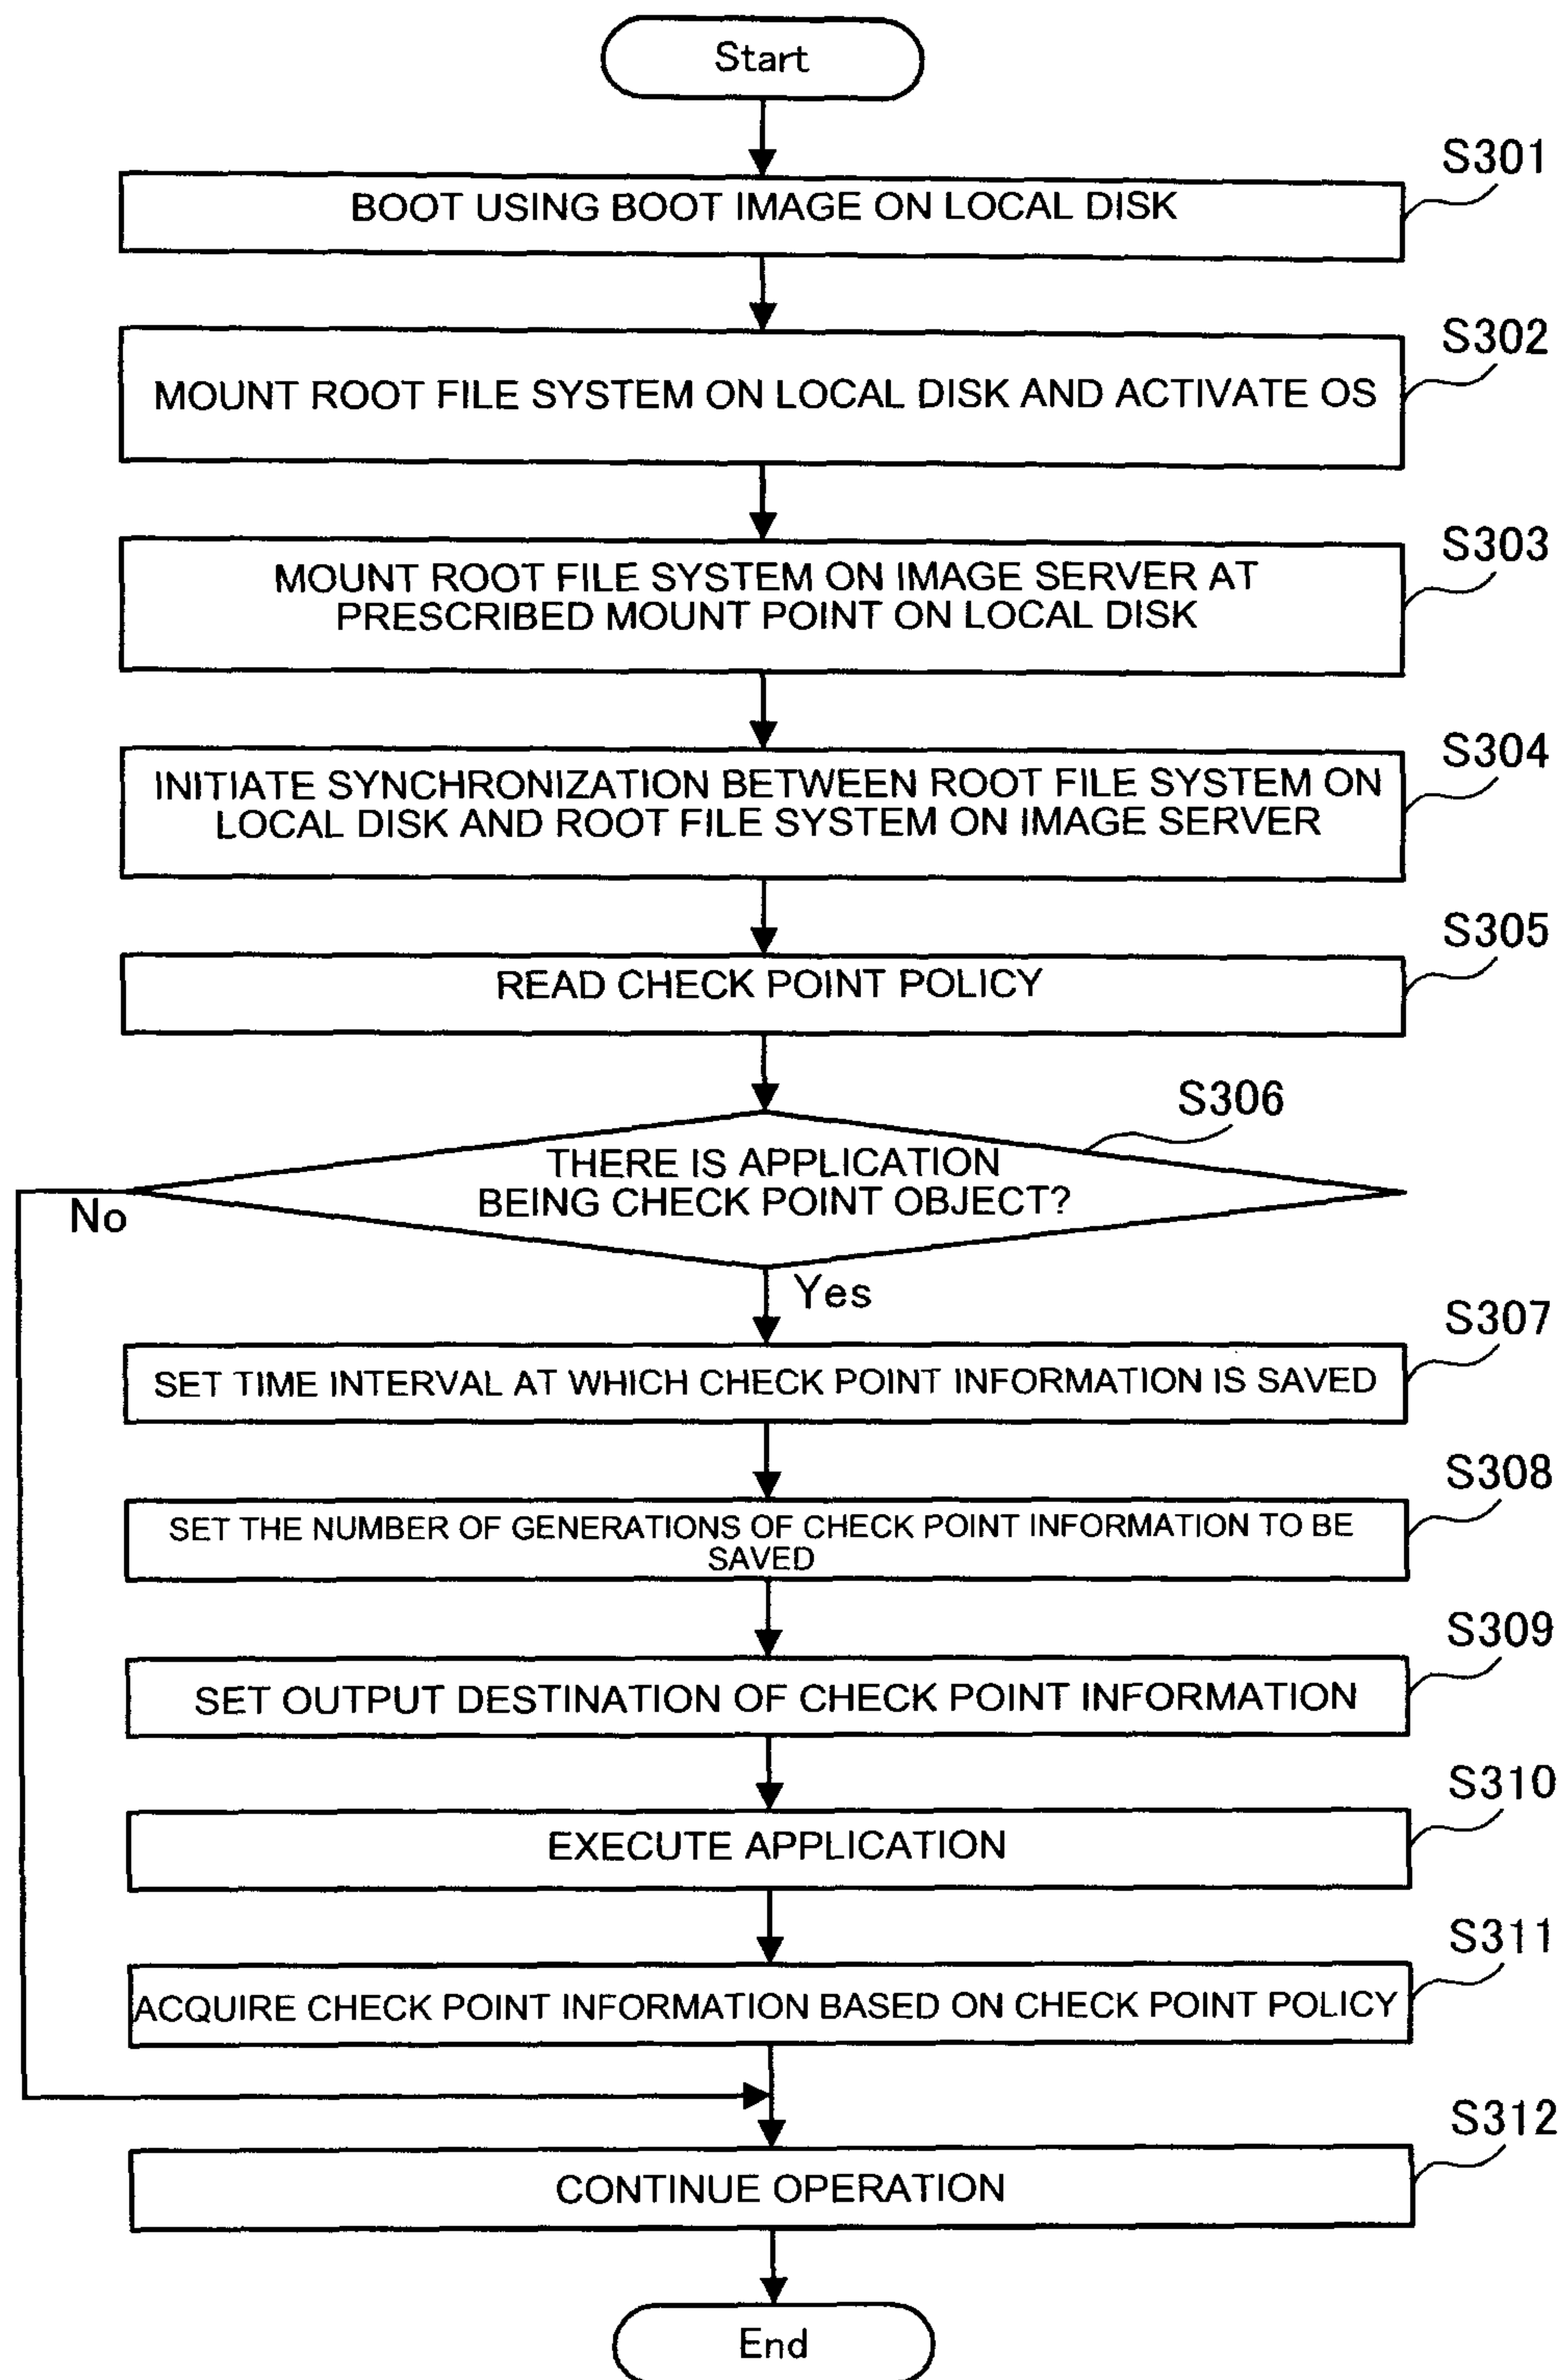 Start
S301
BOOT USING BOOT IMAGE ON LOCAL DISK
S302
MOUNT ROOT FILE SYSTEM ON LOCAL DISK AND ACTIVATE OS
S303
MOUNT ROOT FILE SYSTEM ON IMAGE SERVER AT
PRESCRIBED MOUNT POINT ON LOCAL DISK
S304
INITIATE SYNCHRONIZATION BETWEEN ROOT FILE SYSTEM ON
LOCAL DISK AND ROOT FILE SYSTEM ON IMAGE SERVER
S305
READ CHECK POINT POLICY
S306
THERE IS APPLICATION
BEING CHECK POINT OBJECT?
No
Yes
S307
SET TIME INTERVAL AT WHICH CHECK POINT INFORMATION IS SAVED
S308
SET THE NUMBER OF GENERATIONS OF CHECK POINT INFORMATION TO BE
SAVED
S309
SET OUTPUT DESTINATION OF CHECK POINT INFORMATION
S310
EXECUTE APPLICATION
S311
ACQUIRE CHECK POINT INFORMATION BASED ON CHECK POINT POLICY
S312
CONTINUE OPERATION
End